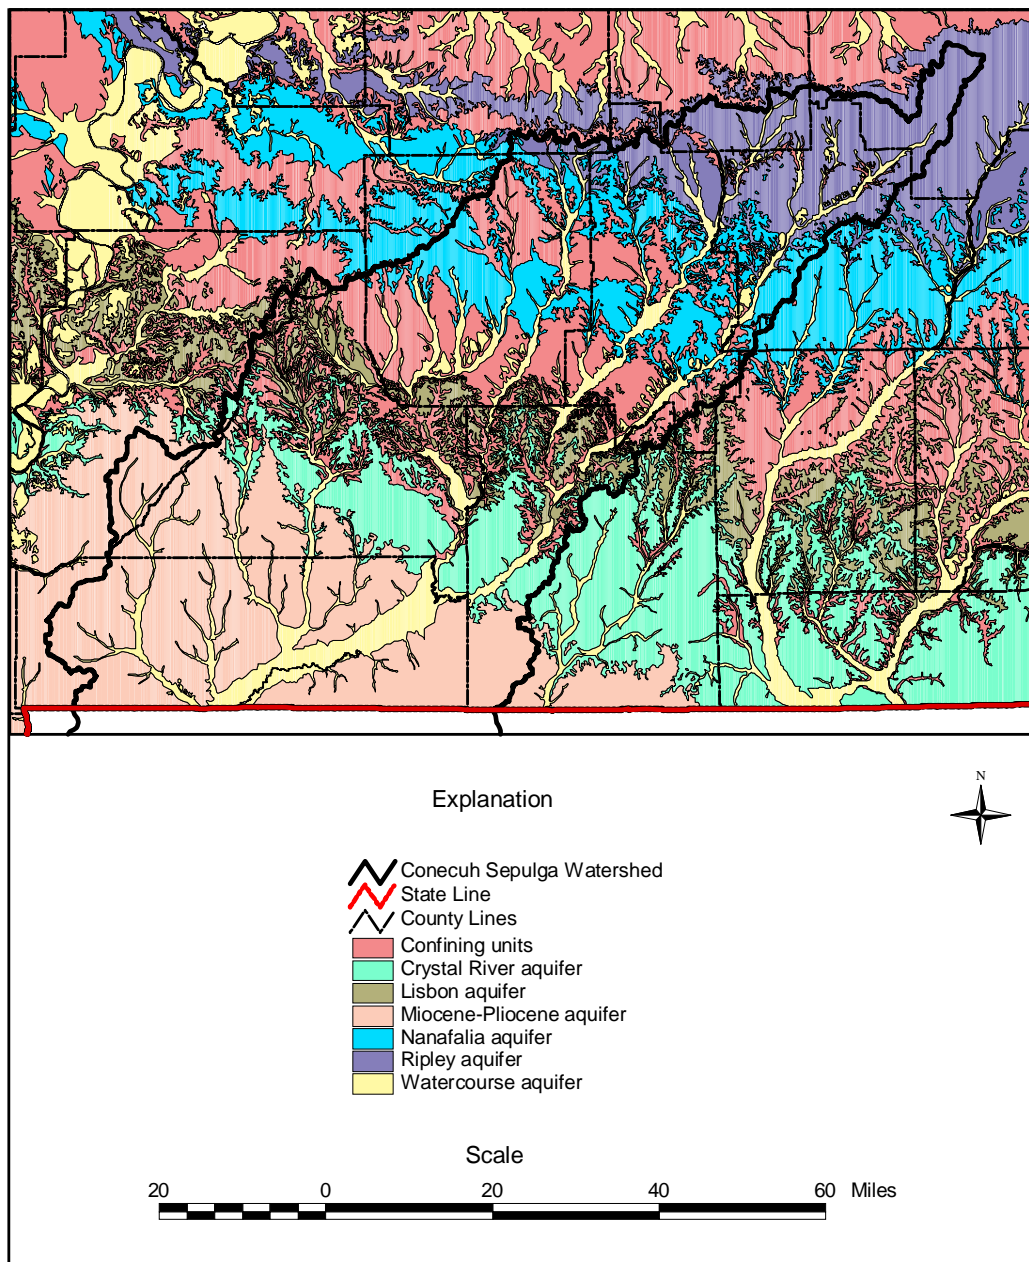 Explanation
N
Conecuh Sepulga Watershed
State Line
County Lines
Confining units
Crystal River aquifer
Lisbon aquifer
Miocene-Pliocene aquifer
Nanafalia aquifer
Ripley aquifer
Watercourse aquifer
Scale
20 0 20 40 60 Miles